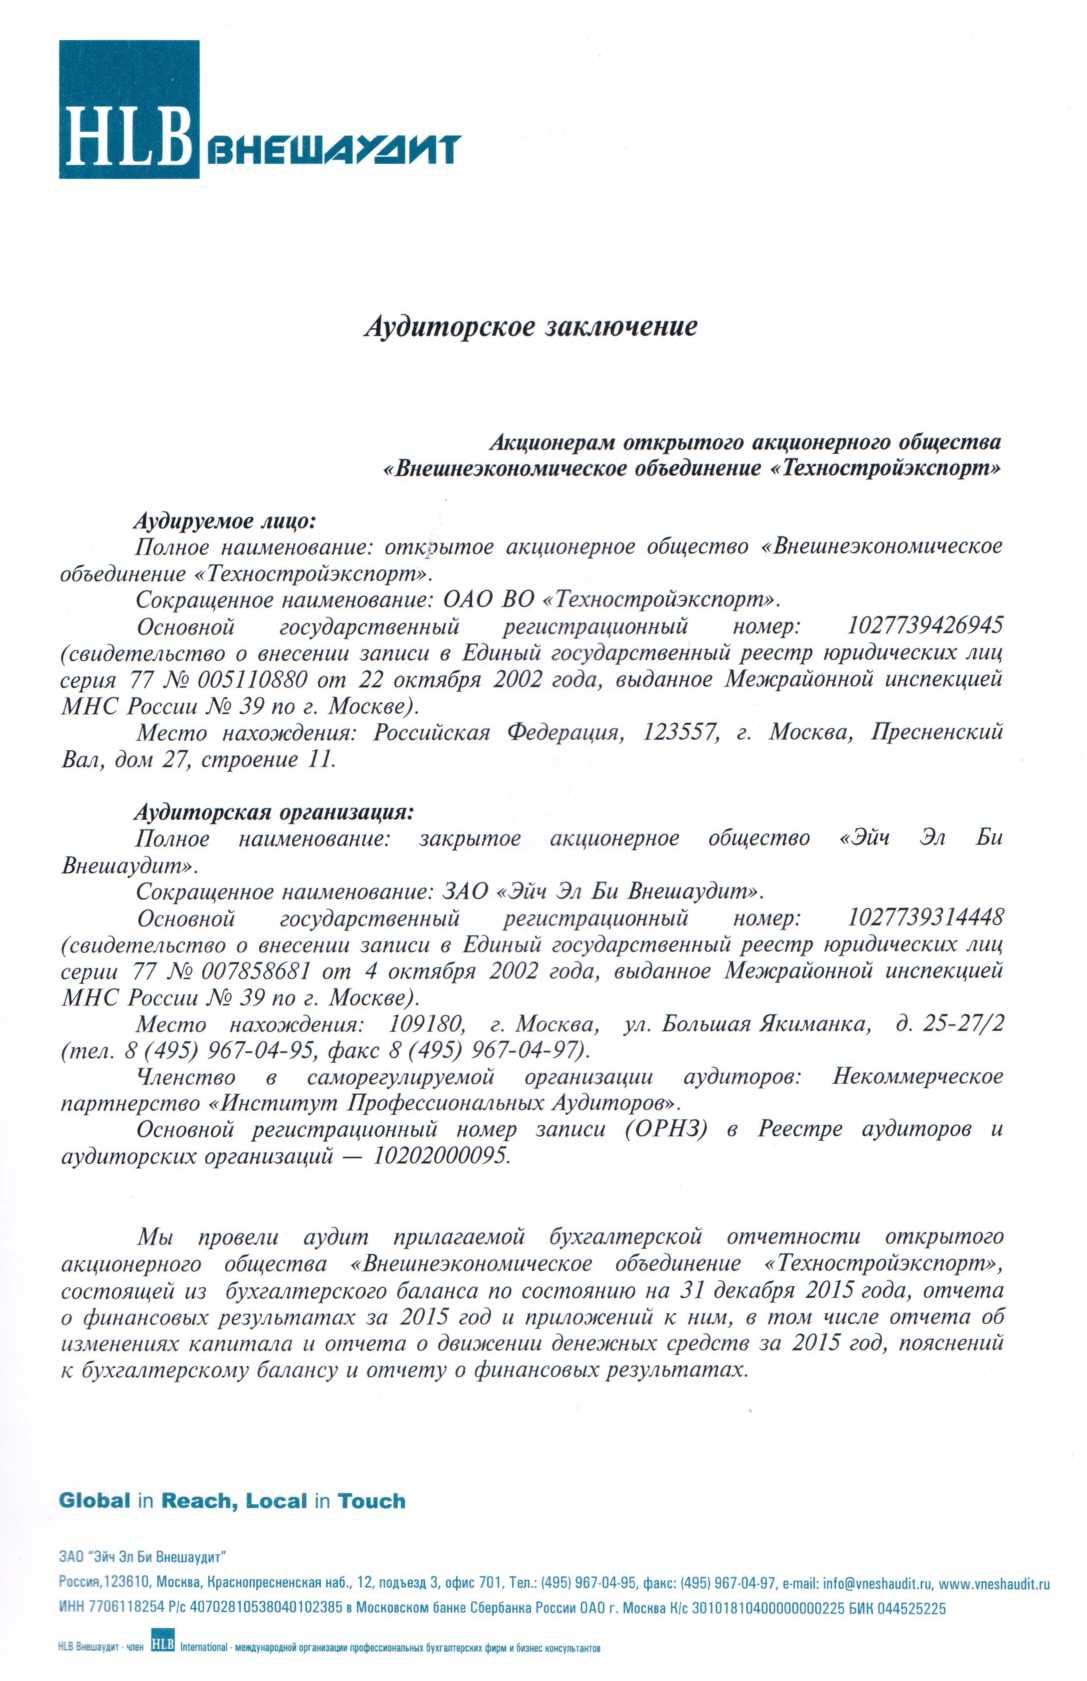 HLB ВНЕШАУДИТ
Аудиторское заключение
Акционерам открытого акционерного общества
«Внешнеэкономическое объединение «Техностройэкспорт»
Аудируемое лицо:
Полное наименование: открытое акционерное общество «Внешнеэкономическое
объединение «Техностройэкспорт».
Сокращенное наименование: ОАО ВО «Техностройэкспорт».
Основной государственный регистрационный номер: 1027739426945
(свидетельство о внесении записи в Единый государственный реестр юридических лиц
серия 77 № 005110880 от 22 октября 2002 года, выданное Межрайонной инспекцией
МНС России № 39 по г. Москве).
Место нахождения: Российская Федерация, 123557, г. Москва, Пресненский
Вал, дом 27, строение 11.
Аудиторская организация:
Полное наименование: закрытое акционерное общество «Эйч Эл Би
Внешаудит».
Сокращенное наименование: ЗАО «Эйч Эл Би Внешаудит».
Основной государственный регистрационный номер: 1027739314448
(свидетельство о внесении записи в Единый государственный реестр юридических лиц
серии 77 № 007858681 от 4 октября 2002 года, выданное Межрайонной инспекцией
МНС России № 39 по г. Москве).
Место нахождения: 109180, г. Москва, ул. Большая Якиманка, д. 25-27/2
(тел. 8 (495) 967-04-95, факс 8 (495) 967-04-97).
Членство в саморегулируемой организации аудиторов: Некоммерческое
партнерство «Институт Профессиональных Аудиторов».
Основной регистрационный номер записи (ОРНЗ) в Реестре аудиторов и
аудиторских организаций — 10202000095.
Мы провели аудит прилагаемой бухгалтерской отчетности открытого
акционерного общества «Внешнеэкономическое объединение «Техностройэкспорт»,
состоящей из бухгалтерского баланса по состоянию на 31 декабря 2015 года, отчета
о финансовых результатах за 2015 год и приложений к ним, в том числе отчета об
изменениях капитала и отчета о движении денежных средств за 2015 год, пояснений
к бухгалтерскому балансу и отчету о финансовых результатах.
Global in Reach, Local in Touch
ЗАО "Эйч Эл Би Внешаудит"
Россия,123610, Москва, Краснопресненская наб., 12, подъезд 3, офис 701, Тел.: (495) 967-04-95, факс: (495) 967-04-97, e-mail: info@vneshaudit.ru, www.vneshaudit.ru
ИНН 7706118254 Р/с 40702810538040102385 в Московском банке Сбербанка России ОАО г. Москва К/с 30101810400000000225 БИК 044525225
HLB Внешаудит - член HLB International - международной организации профессиональных бухгалтерских фирм и бизнес консультантов